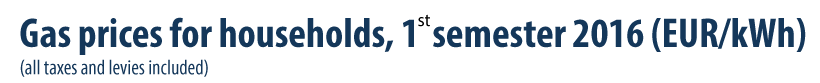 Gas prices for households, 1st semester 2016 (EUR/kWh)
(all taxes and levies included)